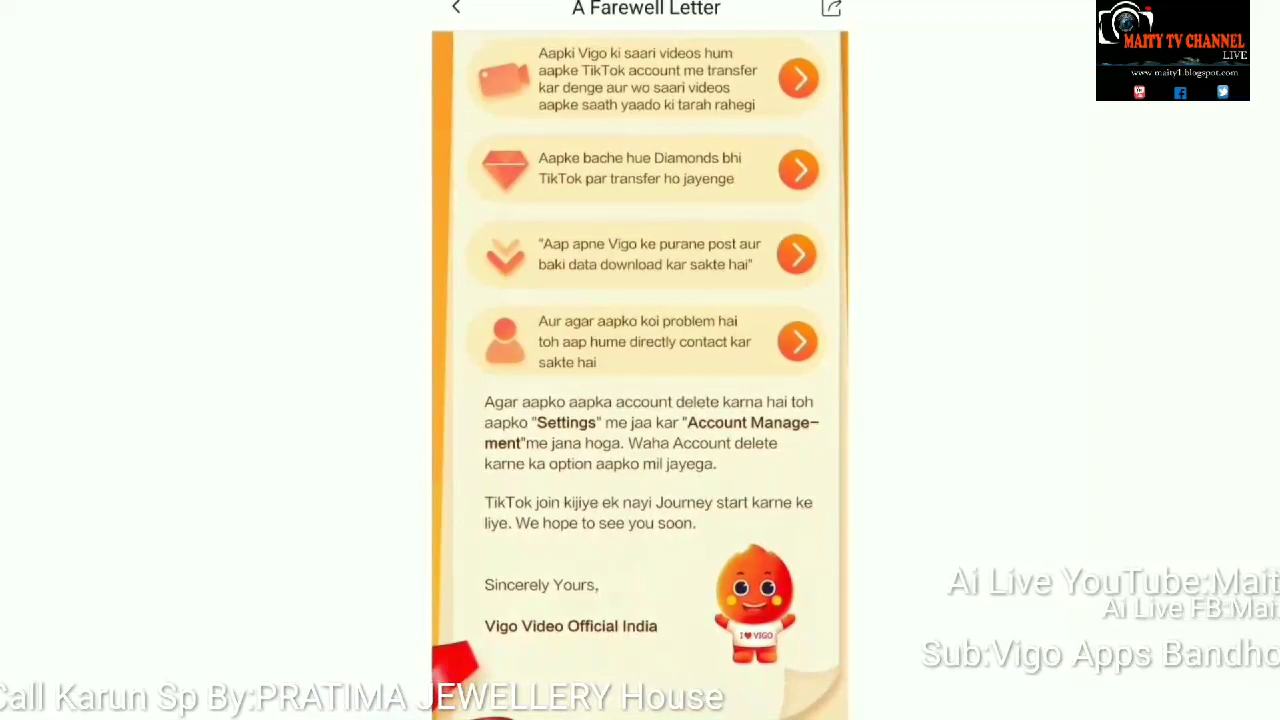 A Farewell Letter
MAITY TV CHANNEL
LIVE
www.maity1.blogspot.com
Aapki Vigo ki saari videos hum
aapke TikTok account me transfer
kar denge aur wo saari videos
aapke saath yaado ki tarah rahegi
Aapke bache hue Diamonds bhi
TikTok par transfer ho jayenge
"Aap apne Vigo ke purane post aur
baki data download kar sakte hai"
Aur agar aapko koi problem hai
toh aap hume directly contact kar
sakte hai
Agar aapko aapka account delete karna hai toh
aapko "Settings" me jaa kar "Account Manage-
ment"me jana hoga. Waha Account delete
karne ka option aapko mil jayega.
TikTok join kijiye ek nayi Journey start karne ke
liye. We hope to see you soon.
Sincerely Yours,
Vigo Video Official India
I ❤ VIGO
Ai Live YouTube:Mait
Ai Live FB:Mai
Sub:Vigo Apps Bandho
Call Karun Sp By:PRATIMA JEWELLERY House